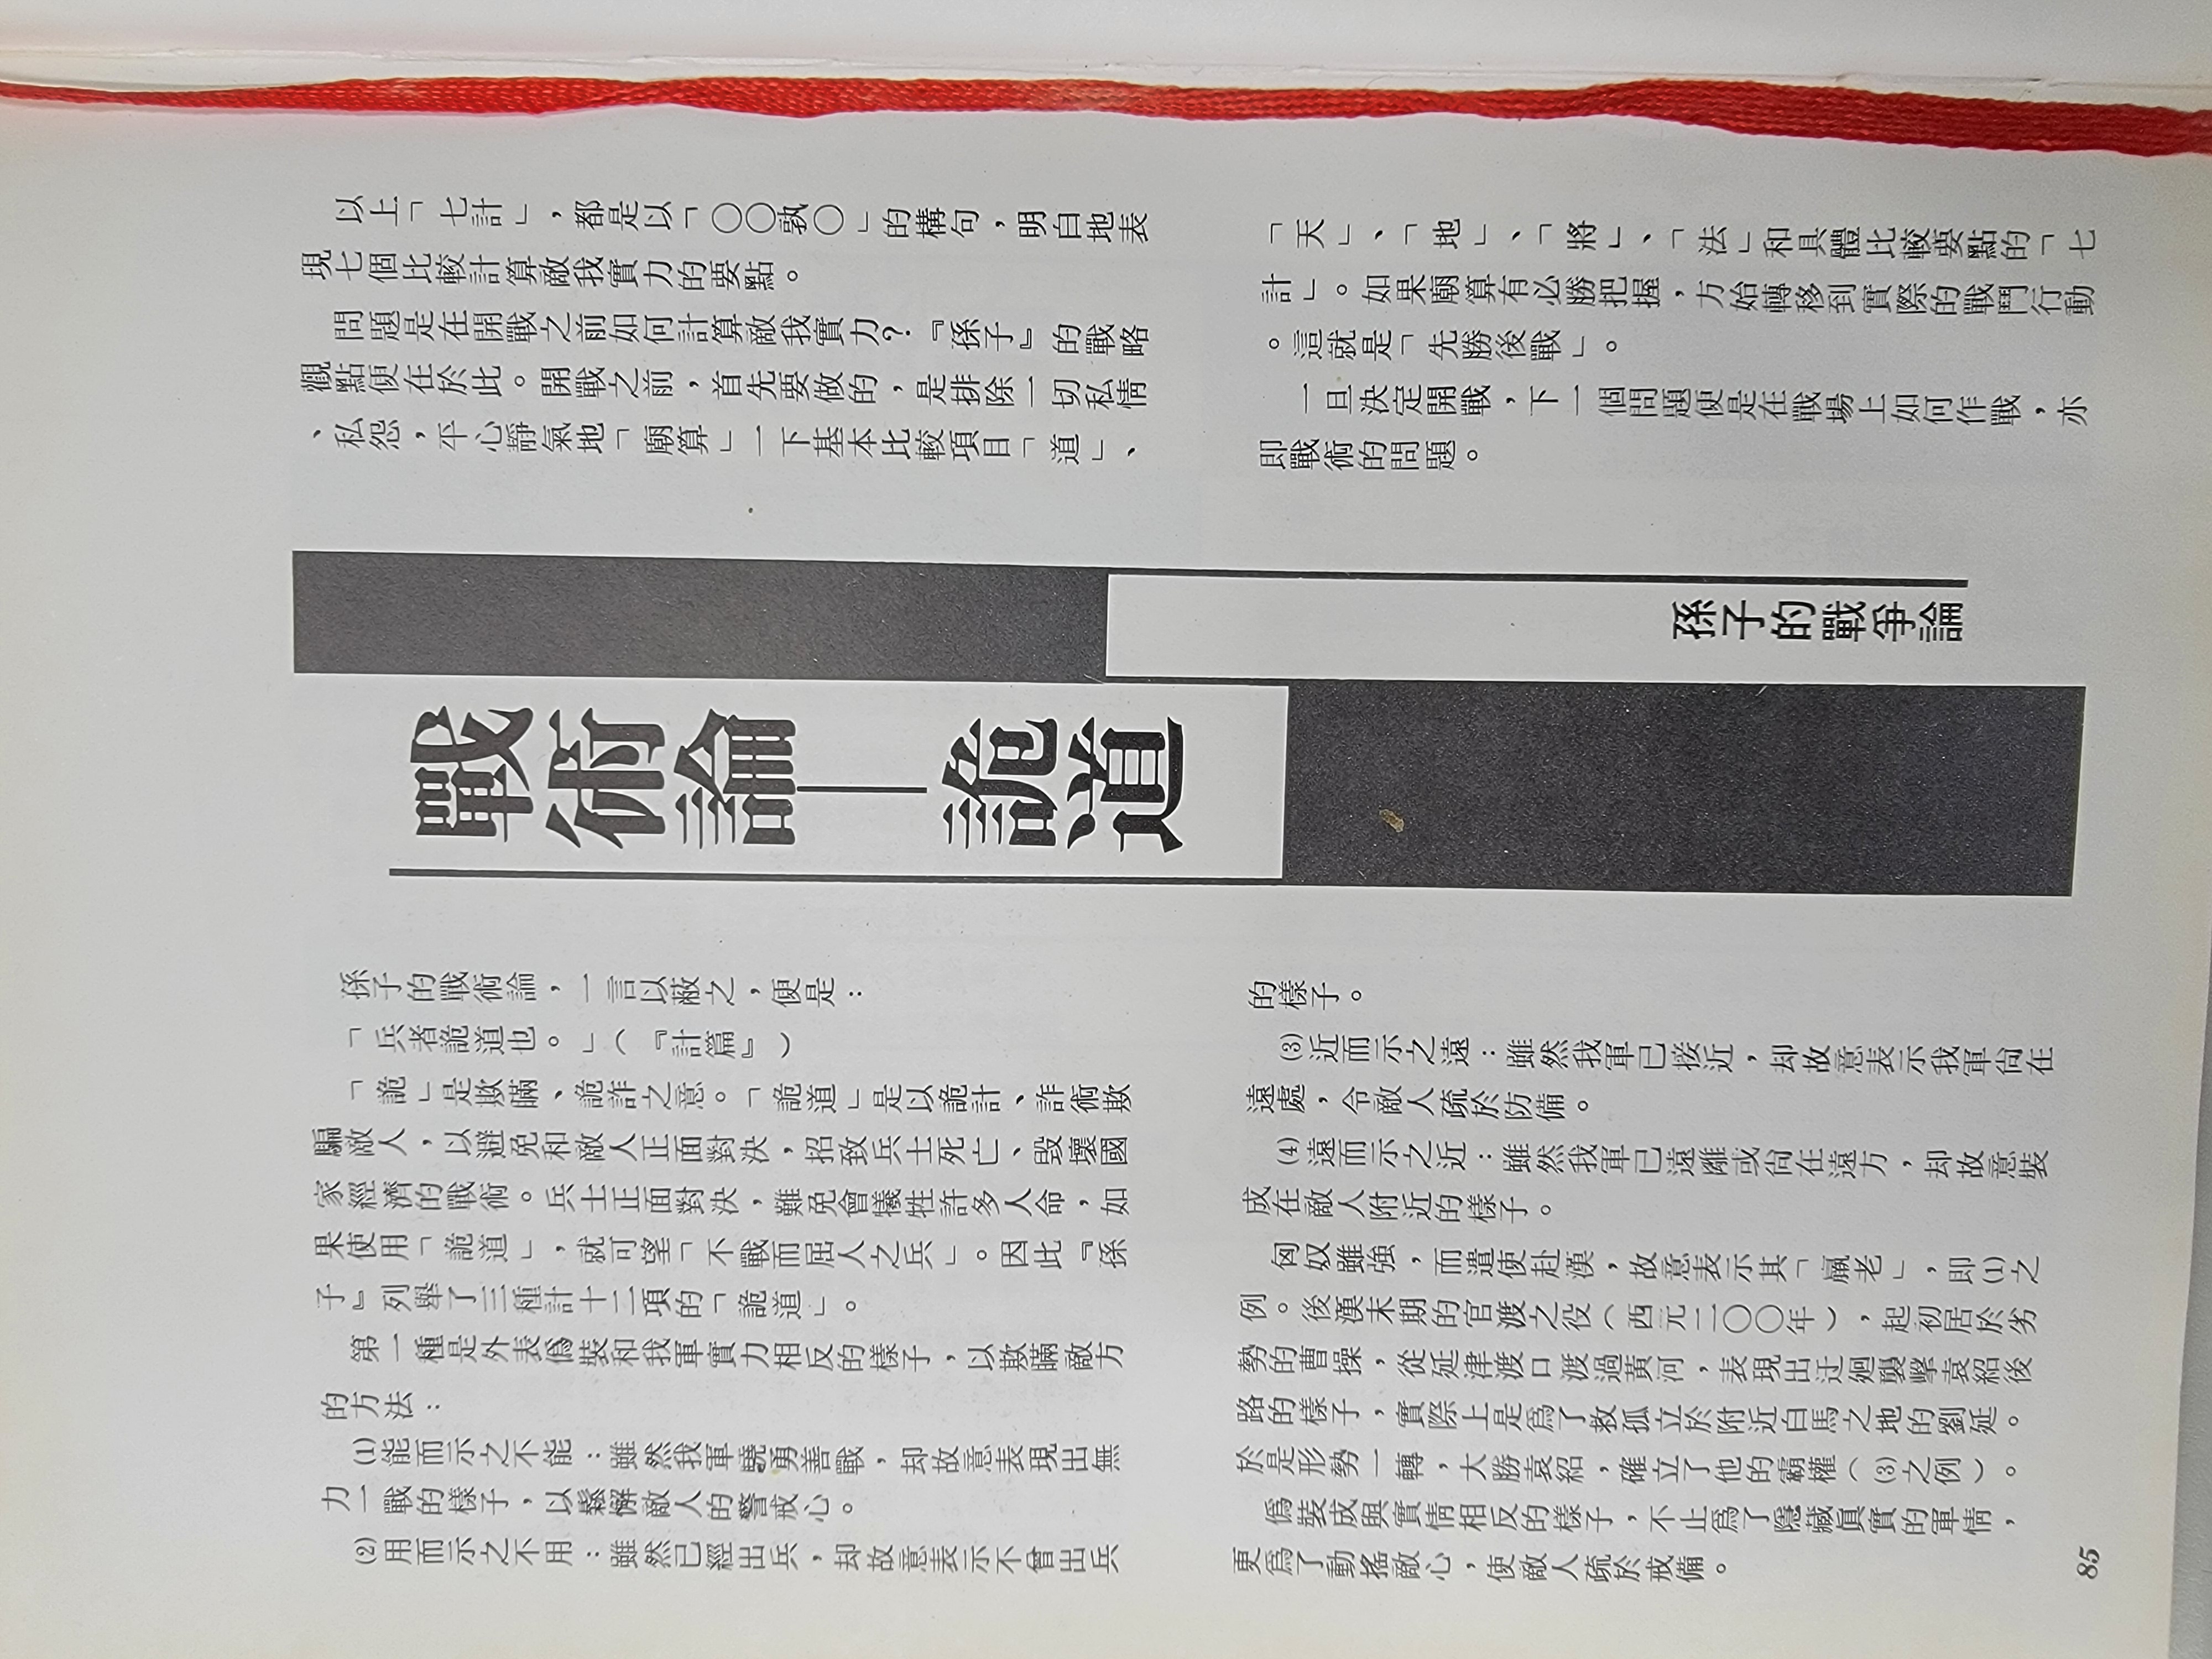 以上「七計」，都是以「〇〇孰〇」的構句，明白地表
現七個比較計算敵我實力的要點。
問題是在開戰之前如何計算敵我實力？『孫子』的戰略
觀點便在於此。開戰之前，首先要做的，是排除一切私情
、私怨，平心靜氣地「廟算」一下基本比較項目「道」、
「天」、「地」、「將」、「法」和具體比較要點的「七
計」。如果廟算有必勝把握，方始轉移到實際的戰鬥行動
。這就是「先勝後戰」。
一旦決定開戰，下一個問題便是在戰場上如何作戰，亦
即戰術的問題。
孫子的戰爭論
戰術論——詭道
孫子的戰術論，一言以蔽之，便是：
「兵者詭道也。」（『計篇』）
「詭」是欺瞞、詭詐之意。「詭道」是以詭計、詐術欺
騙敵人，以避免和敵人正面對決，招致兵士死亡、毀壞國
家經濟的戰術。兵士正面對決，難免會犧牲許多人命，如
果使用「詭道」，就可望「不戰而屈人之兵」。因此『孫
子』列舉了三種計十二項的「詭道」。
第一種是外表僞裝和我軍實力相反的樣子，以欺瞞敵方
的方法：
⑴能而示之不能：雖然我軍驍勇善戰，却故意表現出無
力一戰的樣子，以鬆懈敵人的警戒心。
⑵用而示之不用：雖然已經出兵，却故意表示不曾出兵
的樣子。
⑶近而示之遠：雖然我軍已接近，却故意表示我軍尙在
遠處，令敵人疏於防備。
⑷遠而示之近：雖然我軍已遠離或尙在遠方，却故意裝
成在敵人附近的樣子。
匈奴雖強，而遣使赴漢，故意表示其「羸老」，即⑴之
例。後漢末期的官渡之役（西元二〇〇年），起初居於劣
勢的曹操，從延津渡口渡過黃河，表現出迂廻襲擊袁紹後
路的樣子，實際上是爲了救孤立於附近白馬之地的劉延。
於是形勢一轉，大勝袁紹，確立了他的霸權（⑶之例）。
僞裝成與實情相反的樣子，不止爲了隱藏眞實的軍情，
更爲了動搖敵心，使敵人疏於戒備。
85